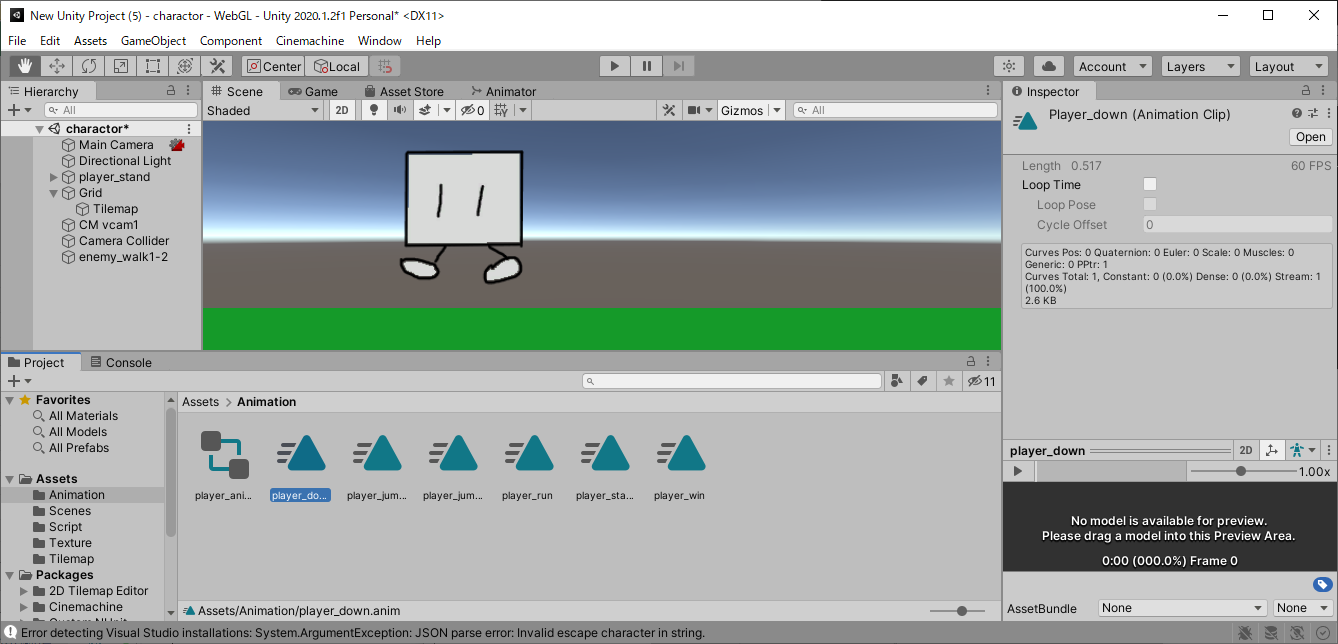 New Unity Project (5) - charactor - WebGL - Unity 2020.1.2f1 Personal* <DX11>
File Edit Assets GameObject Component Cinemachine Window Help
Center Local Account Layers Layout
Hierarchy
All
charactor*
Main Camera
Directional Light
player_stand
Grid
Tilemap
CM vcam1
Camera Collider
enemy_walk1-2
Scene Game Asset Store Animator
Shaded 2D 0 Gizmos All
Inspector
Player_down (Animation Clip)
Open
Length 0.517 60 FPS
Loop Time
Loop Pose
Cycle Offset 0
Curves Pos: 0 Quaternion: 0 Euler: 0 Scale: 0 Muscles: 0
Generic: 0 PPtr: 1
Curves Total: 1, Constant: 0 (0.0%) Dense: 0 (0.0%) Stream: 1
(100.0%)
2.6 KB
Project Console
11
Favorites
All Materials
All Models
All Prefabs
Assets
Animation
Scenes
Script
Texture
Tilemap
Packages
2D Tilemap Editor
Cinemachine
Assets > Animation
player_ani... player_do... player_jum... player_jum... player_run player_sta... player_win
Assets/Animation/player_down.anim
player_down 2D
1.00x
No model is available for preview.
Please drag a model into this Preview Area.
0:00 (000.0%) Frame 0
AssetBundle None None
Error detecting Visual Studio installations: System.ArgumentException: JSON parse error: Invalid escape character in string.